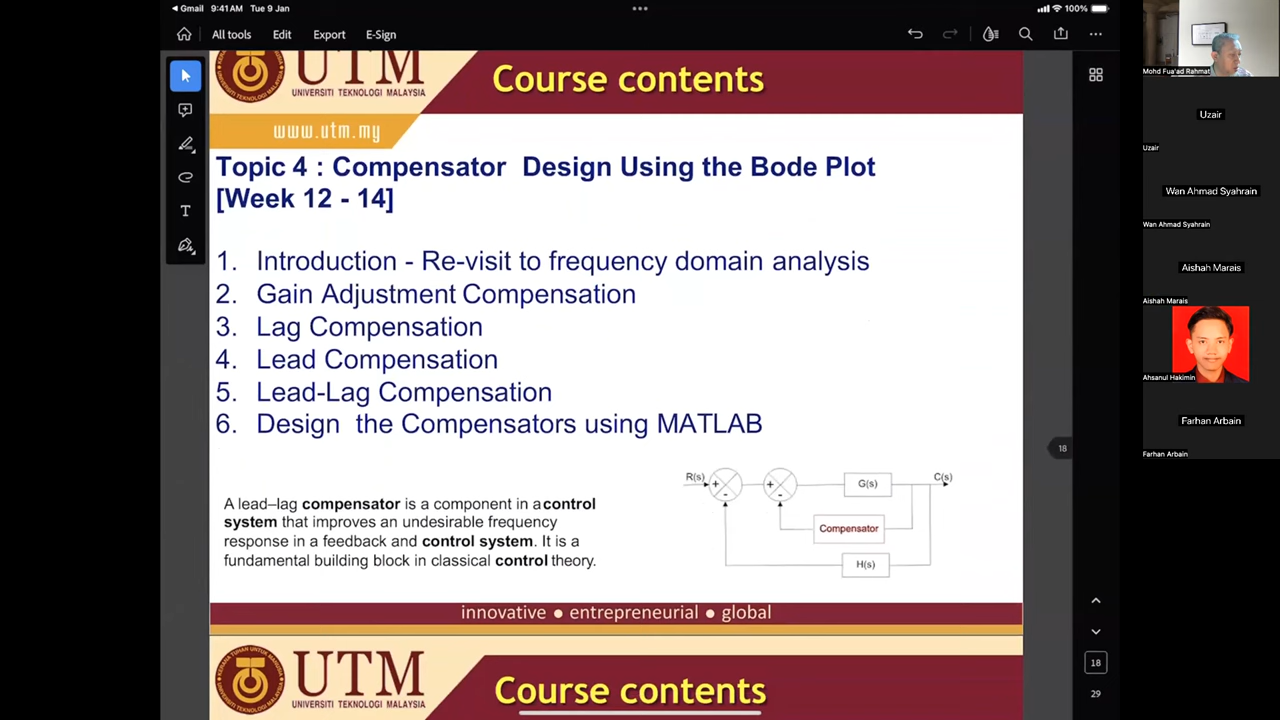 Gmail 9:41 AM Tue 9 Jan
100%
All tools Edit Export E-Sign
UTM
UNIVERSITI TEKNOLOGI MALAYSIA
Course contents
www.utm.my
Topic 4 : Compensator Design Using the Bode Plot
[Week 12 - 14]
1. Introduction - Re-visit to frequency domain analysis
2. Gain Adjustment Compensation
3. Lag Compensation
4. Lead Compensation
5. Lead-Lag Compensation
6. Design the Compensators using MATLAB
A lead–lag compensator is a component in a control
system that improves an undesirable frequency
response in a feedback and control system. It is a
fundamental building block in classical control theory.
R(s) + - + - G(s) C(s)
Compensator
H(s)
innovative ● entrepreneurial ● global
UTM
UNIVERSITI TEKNOLOGI MALAYSIA
Course contents
18
18
29
Mohd Fua'ad Rahmat
Uzair
Uzair
Wan Ahmad Syahrain
Wan Ahmad Syahrain
Aishah Marais
Aishah Marais
Ahsanul Hakimin
Farhan Arbain
Farhan Arbain